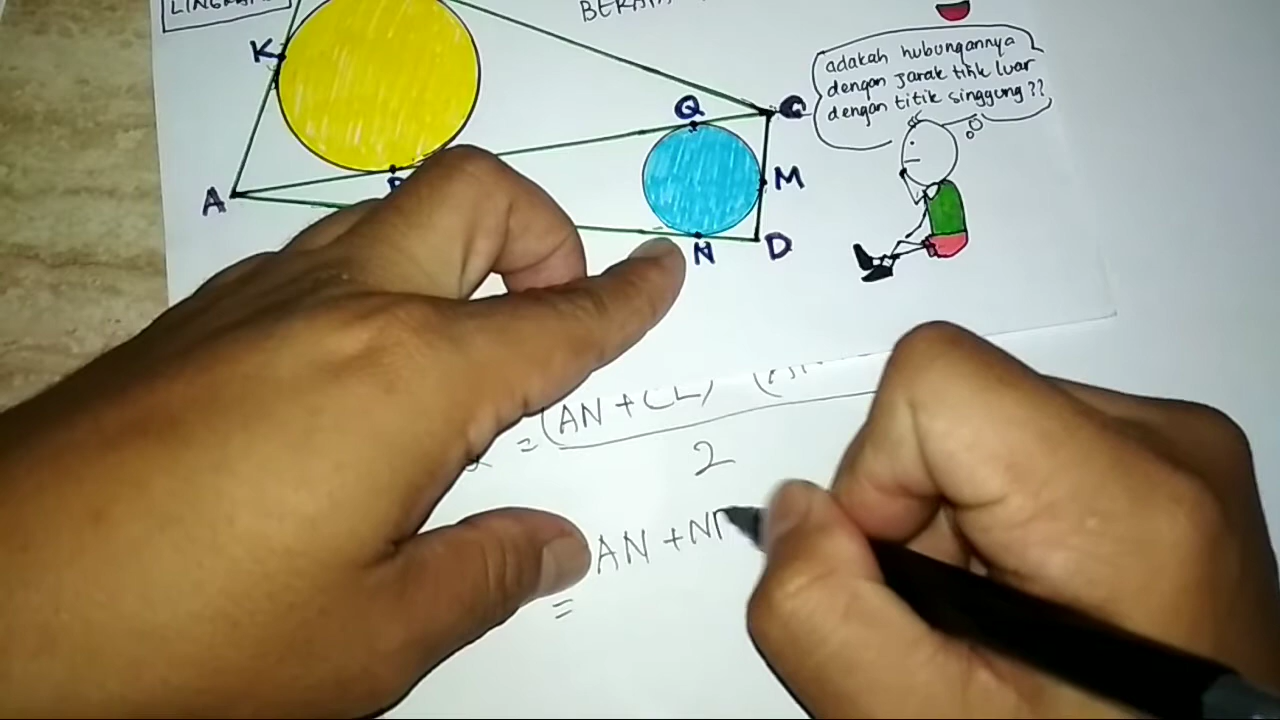 K
adakah hubungannya
dengan jarak titik luar
dengan titik singgung??
Q
C
M
A
N
D
= (AN + CL)
2
= AN + N